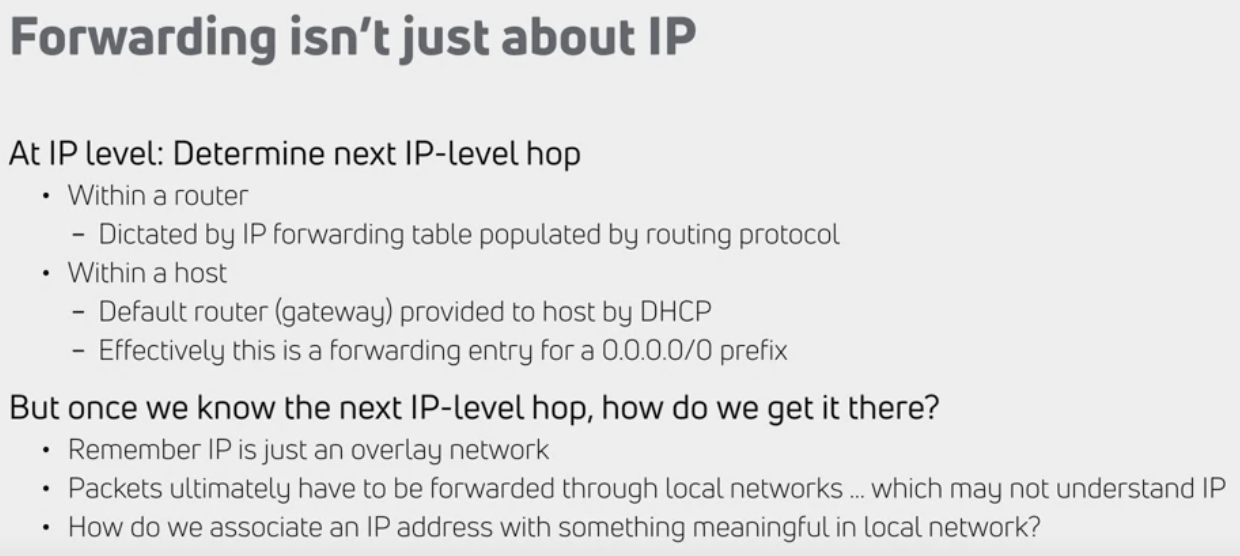 Forwarding isn't just about IP
At IP level: Determine next IP-level hop
• Within a router
– Dictated by IP forwarding table populated by routing protocol
• Within a host
– Default router (gateway) provided to host by DHCP
– Effectively this is a forwarding entry for a 0.0.0.0/0 prefix
But once we know the next IP-level hop, how do we get it there?
• Remember IP is just an overlay network
• Packets ultimately have to be forwarded through local networks ... which may not understand IP
• How do we associate an IP address with something meaningful in local network?